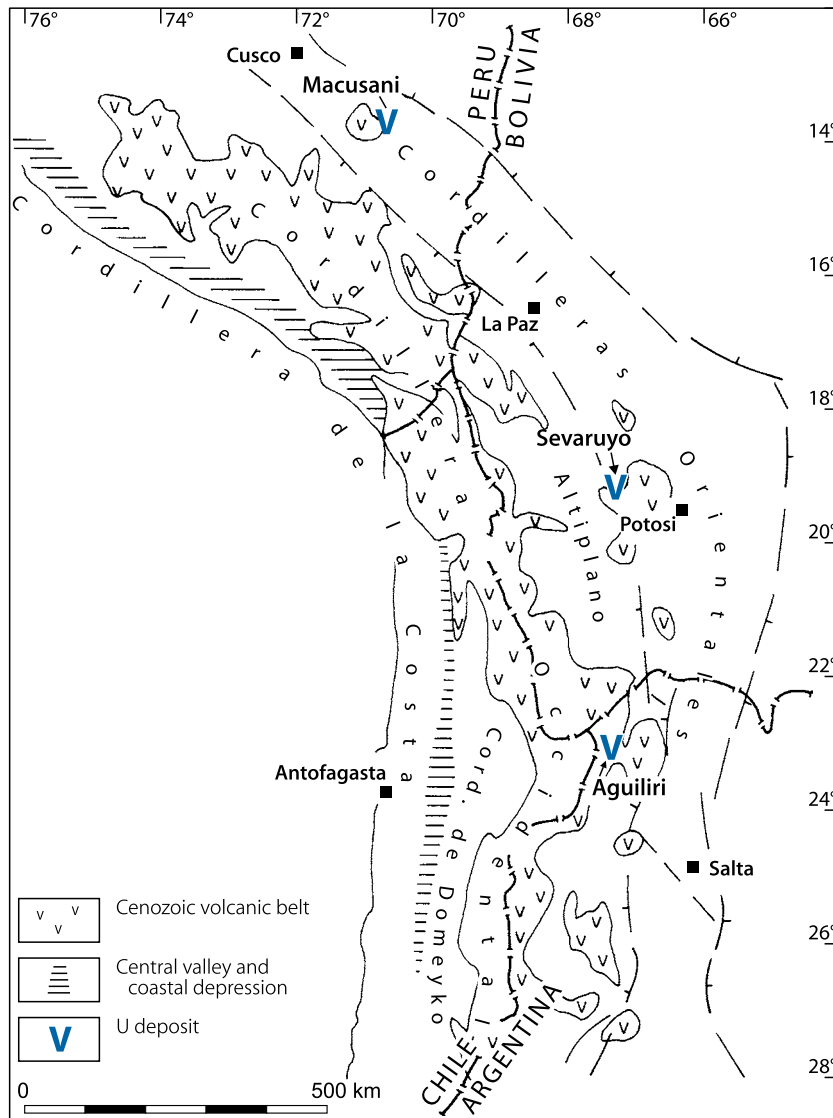 76°
72°
70°
68°
66°
Cusco
Macusani
PERU
BOLIVIA
14°
Cordilleras
Cordillera
Cordillera
16°
La Paz
18°
Sevaruyo
de
Altiplano
Orientales
Potosi
la
20°
Costa
22°
Occidental
Antofagasta
Cord. de Domeyko
Aguiliri
24°
Salta
Cenozoic volcanic belt
26°
Central valley and
coastal depression
U deposit
CHILE
ARGENTINA
28°
0
500 km